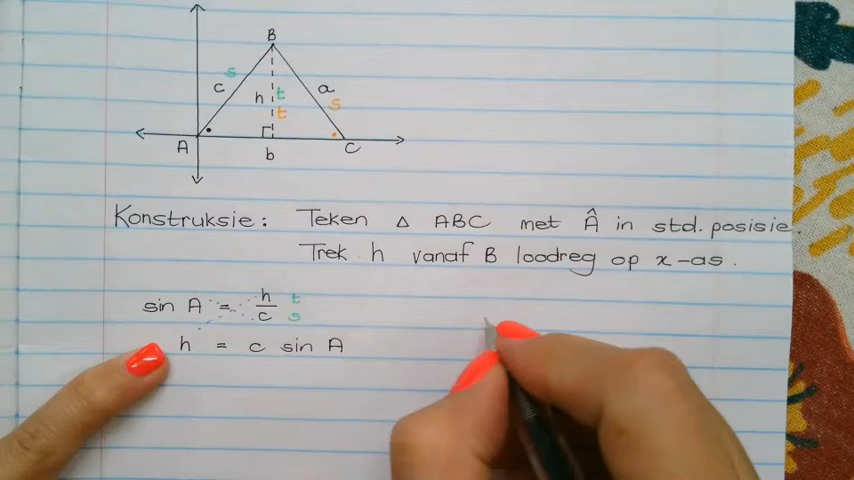 B
c s
h t
t
a
s
A
b
C
Konstruksie: Teken △ ABC met Â in std. posisie.
Trek h vanaf B loodreg op x-as.
sin A = h/c t s
h = c sin A